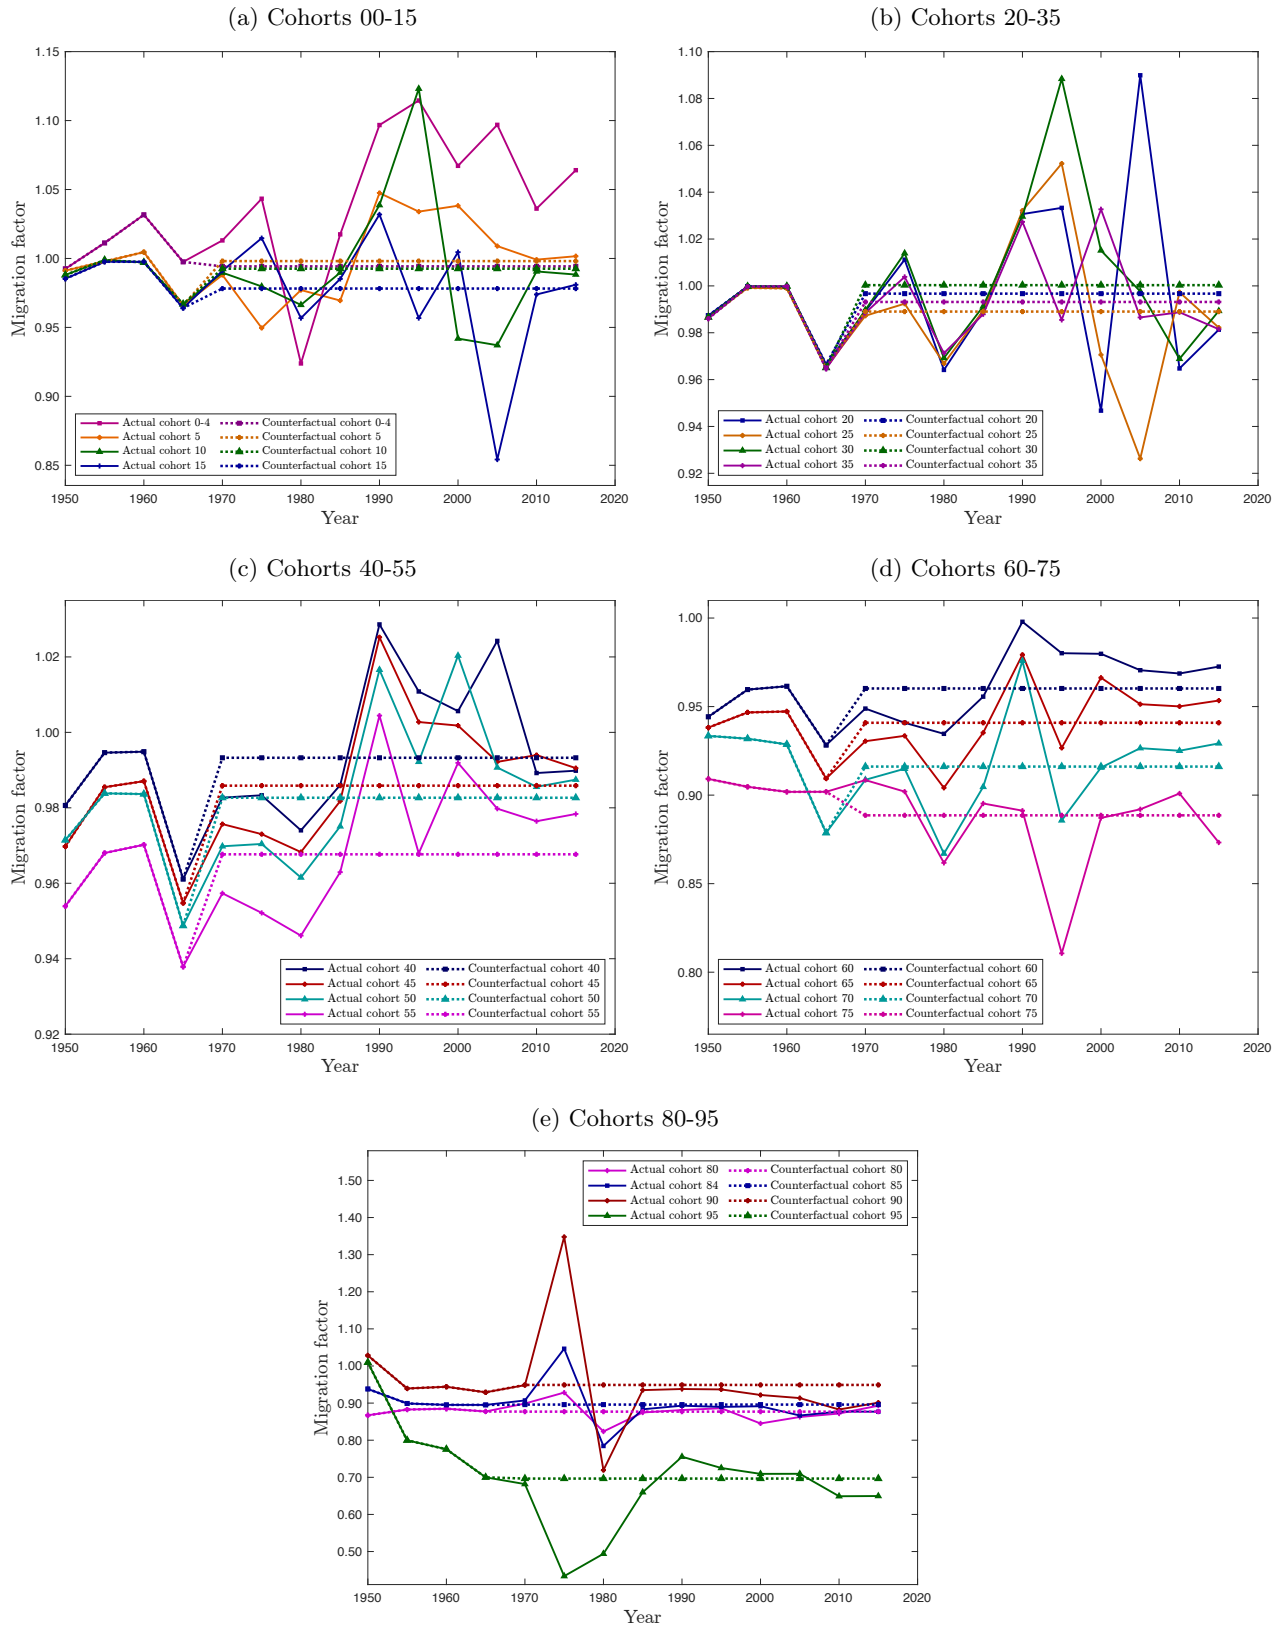 (a) Cohorts 00-15
1.15
1.10
1.05
1.00
0.95
0.90
0.85
Migration factor
Actual cohort 0-4
Actual cohort 5
Actual cohort 10
Actual cohort 15
Counterfactual cohort 0-4
Counterfactual cohort 5
Counterfactual cohort 10
Counterfactual cohort 15
1950 1960 1970 1980 1990 2000 2010 2020
Year
(b) Cohorts 20-35
1.10
1.08
1.06
1.04
1.02
1.00
0.98
0.96
0.94
0.92
Migration factor
Actual cohort 20
Actual cohort 25
Actual cohort 30
Actual cohort 35
Counterfactual cohort 20
Counterfactual cohort 25
Counterfactual cohort 30
Counterfactual cohort 35
1950 1960 1970 1980 1990 2000 2010 2020
Year
(c) Cohorts 40-55
1.02
1.00
0.98
0.96
0.94
0.92
Migration factor
Actual cohort 40
Actual cohort 45
Actual cohort 50
Actual cohort 55
Counterfactual cohort 40
Counterfactual cohort 45
Counterfactual cohort 50
Counterfactual cohort 55
1950 1960 1970 1980 1990 2000 2010 2020
Year
(d) Cohorts 60-75
1.00
0.95
0.90
0.85
0.80
Migration factor
Actual cohort 60
Actual cohort 65
Actual cohort 70
Actual cohort 75
Counterfactual cohort 60
Counterfactual cohort 65
Counterfactual cohort 70
Counterfactual cohort 75
1950 1960 1970 1980 1990 2000 2010 2020
Year
(e) Cohorts 80-95
1.50
1.40
1.30
1.20
1.10
1.00
0.90
0.80
0.70
0.60
0.50
Migration factor
Actual cohort 80
Actual cohort 84
Actual cohort 90
Actual cohort 95
Counterfactual cohort 80
Counterfactual cohort 85
Counterfactual cohort 90
Counterfactual cohort 95
1950 1960 1970 1980 1990 2000 2010 2020
Year